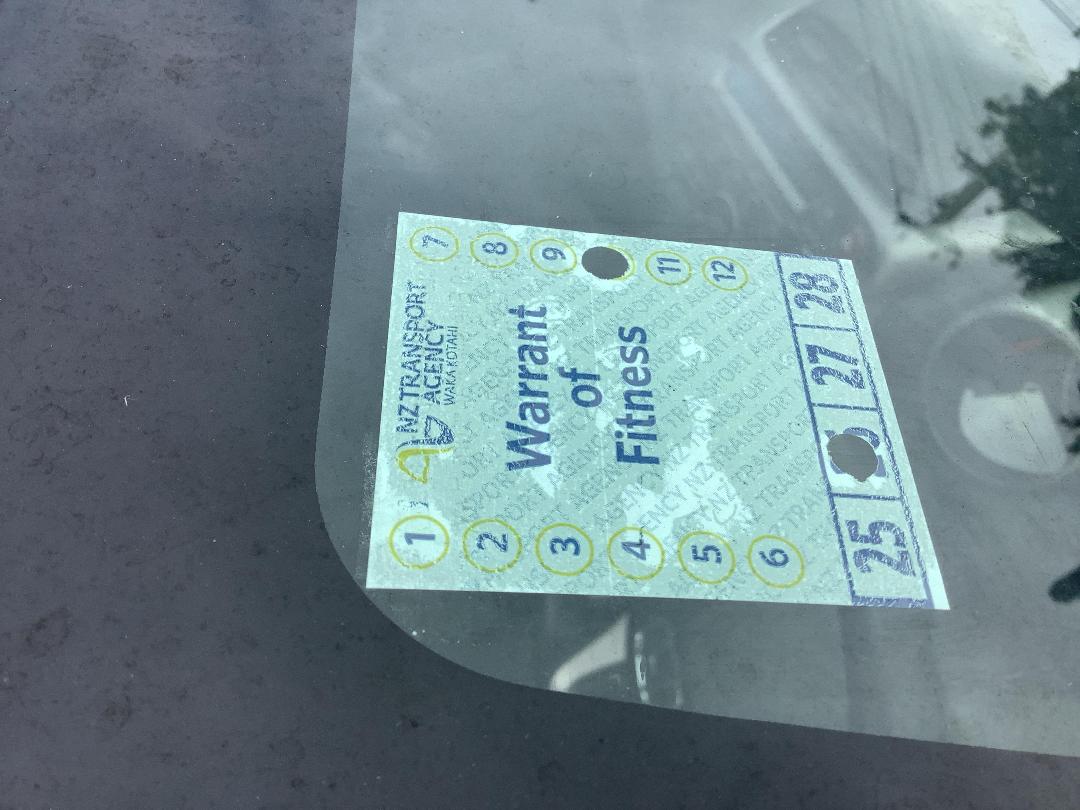 NZ TRANSPORT
AGENCY
WAKA KOTAHI
1 7
2 8
3 9
4
5 11
6 12
Warrant
of
Fitness
25 27 28